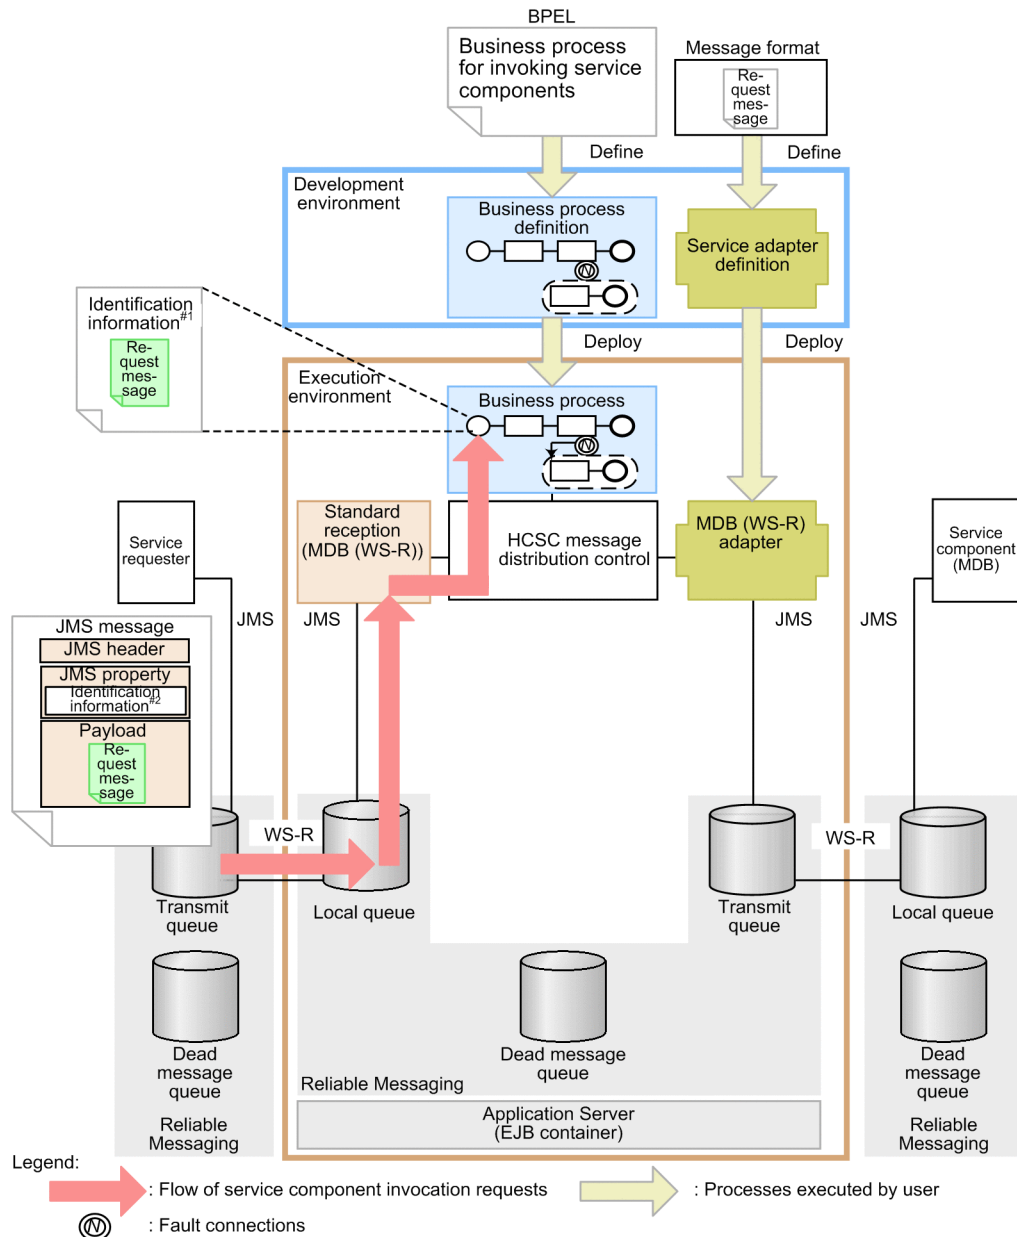 BPEL
Business process
for invoking service
components
Message format
Re-
quest
mes-
sage
Define
Define
Development
environment
Business process
definition
N
Service adapter
definition
Identification
information#1
Re-
quest
mes-
sage
Deploy
Deploy
Execution
environment
Business process
N
Service
requester
Standard
reception
(MDB (WS-R))
HCSC message
distribution control
MDB (WS-R)
adapter
Service
component
(MDB)
JMS
JMS
JMS
JMS
JMS message
JMS header
JMS property
Identification
information#2
Payload
Re-
quest
mes-
sage
WS-R
WS-R
Transmit
queue
Local queue
Transmit
queue
Local queue
Dead
message
queue
Dead message
queue
Dead
message
queue
Reliable Messaging
Reliable
Messaging
Reliable
Messaging
Application Server
(EJB container)
Legend:
: Flow of service component invocation requests
: Processes executed by user
N
: Fault connections